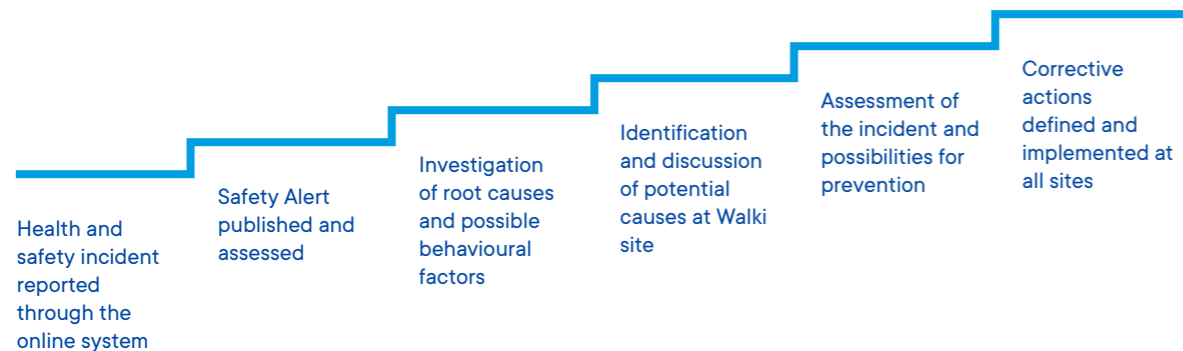 Health and
safety incident
reported
through the
online system
Safety Alert
published and
assessed
Investigation
of root causes
and possible
behavioural
factors
Identification
and discussion
of potential
causes at Walki
site
Assessment of
the incident and
possibilities for
prevention
Corrective
actions
defined and
implemented at
all sites